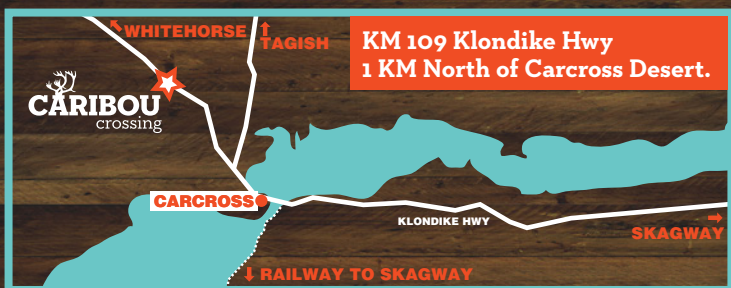 WHITEHORSE
TAGISH
KM 109 Klondike Hwy
1 KM North of Carcross Desert.
CARIBOU
crossing
CARCROSS
KLONDIKE HWY
SKAGWAY
RAILWAY TO SKAGWAY